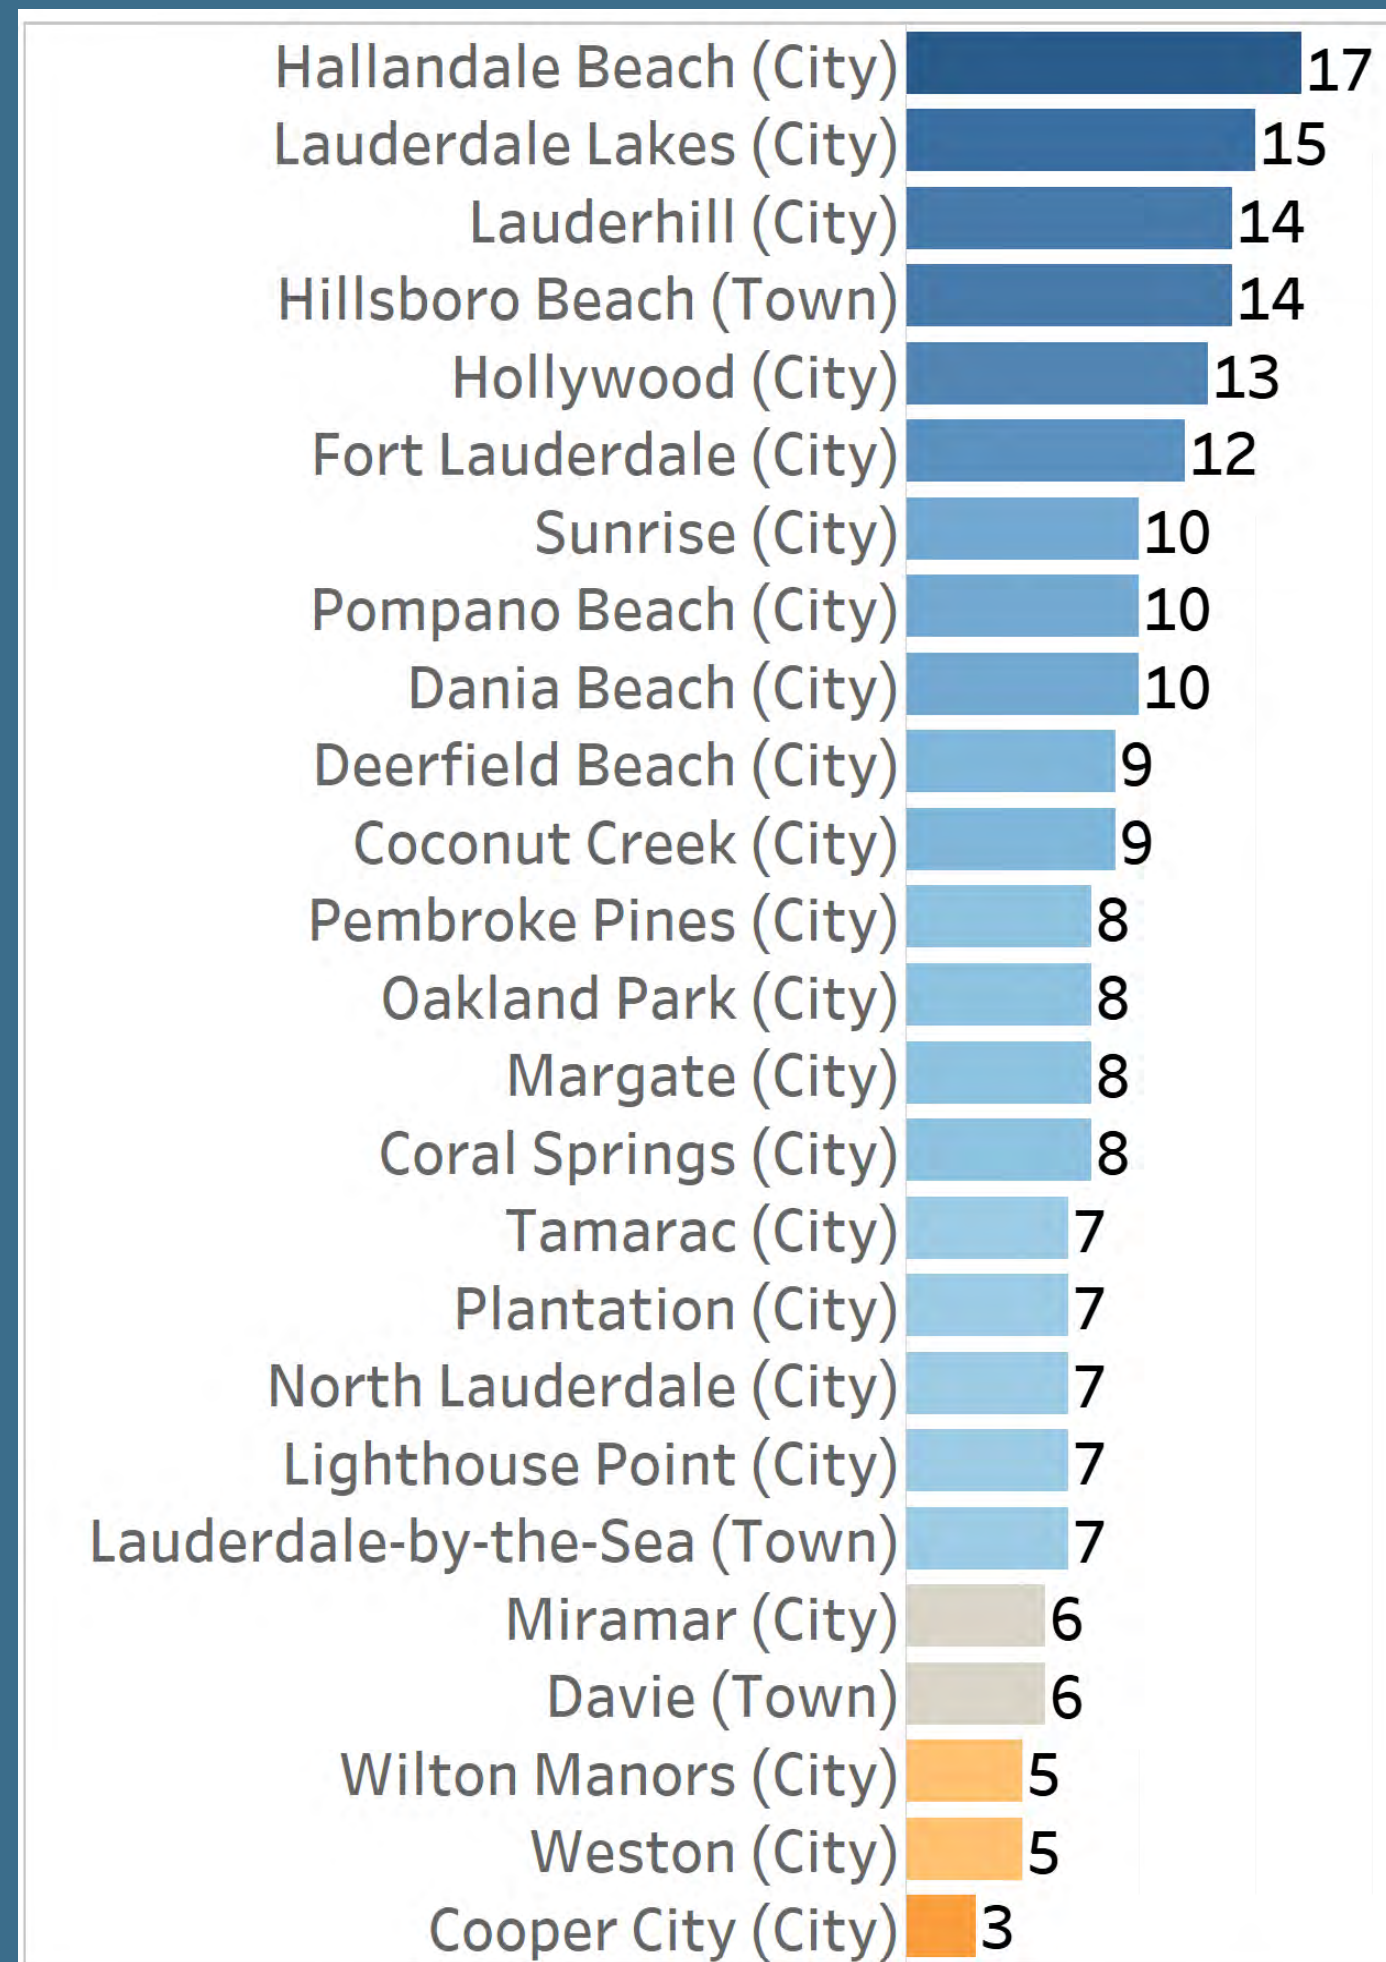 Hallandale Beach (City) 17
Lauderdale Lakes (City) 15
Lauderhill (City) 14
Hillsboro Beach (Town) 14
Hollywood (City) 13
Fort Lauderdale (City) 12
Sunrise (City) 10
Pompano Beach (City) 10
Dania Beach (City) 10
Deerfield Beach (City) 9
Coconut Creek (City) 9
Pembroke Pines (City) 8
Oakland Park (City) 8
Margate (City) 8
Coral Springs (City) 8
Tamarac (City) 7
Plantation (City) 7
North Lauderdale (City) 7
Lighthouse Point (City) 7
Lauderdale-by-the-Sea (Town) 7
Miramar (City) 6
Davie (Town) 6
Wilton Manors (City) 5
Weston (City) 5
Cooper City (City) 3